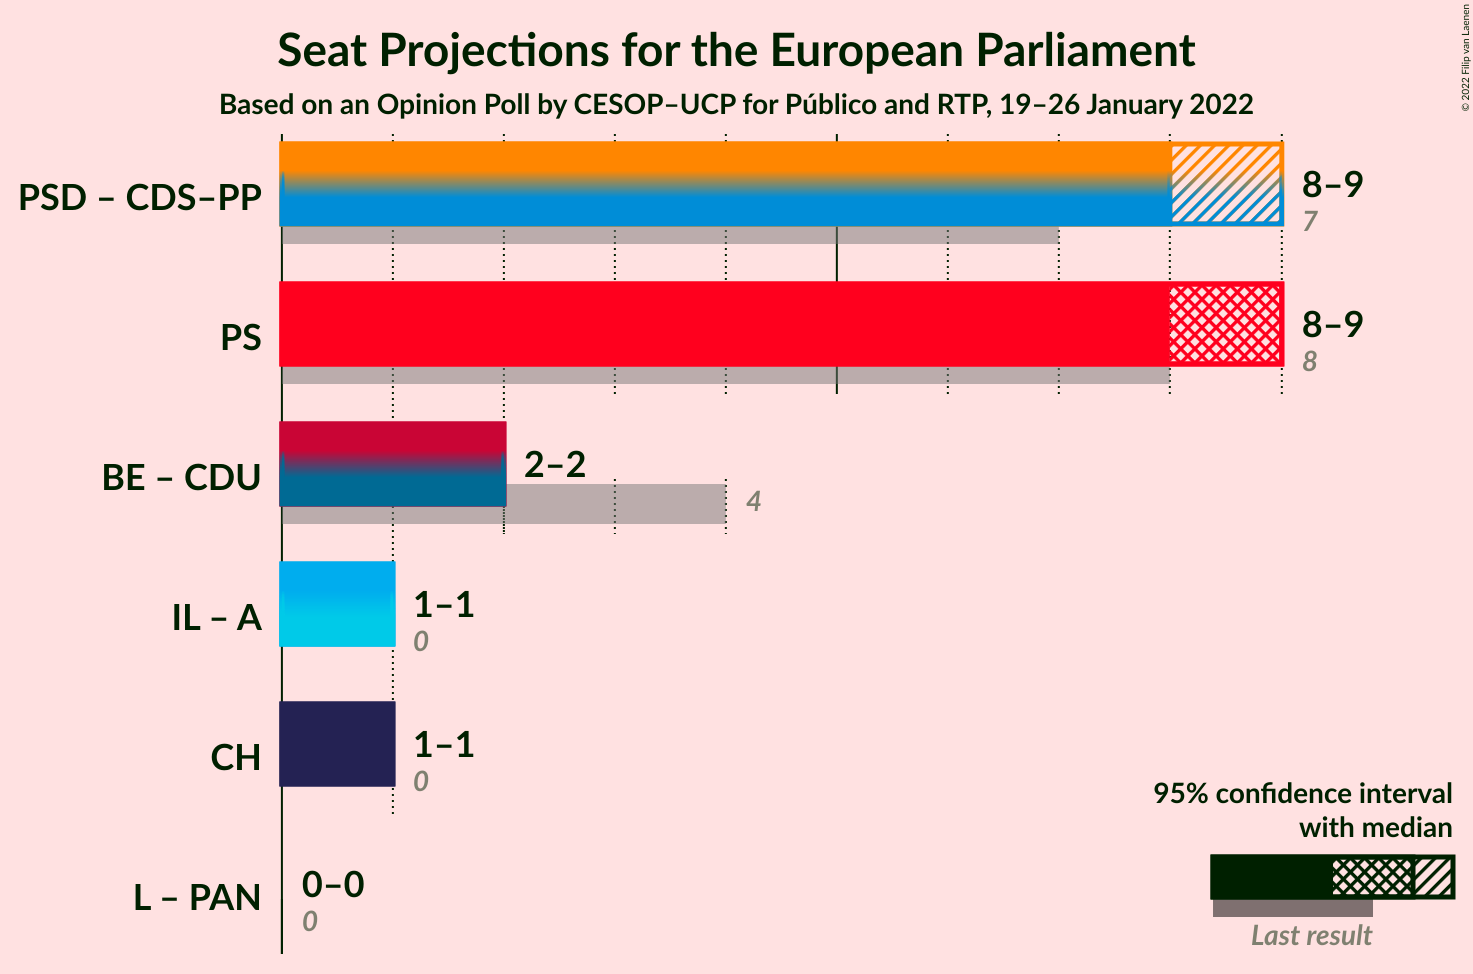 Seat Projections for the European Parliament
Based on an Opinion Poll by CESOP–UCP for Público and RTP, 19–26 January 2022
© 2022 Filip van Laenen
PSD – CDS–PP
8–9
7
PS
8–9
8
BE – CDU
2–2
4
IL – A
1–1
0
CH
1–1
0
L – PAN
0–0
0
95% confidence interval
with median
Last result